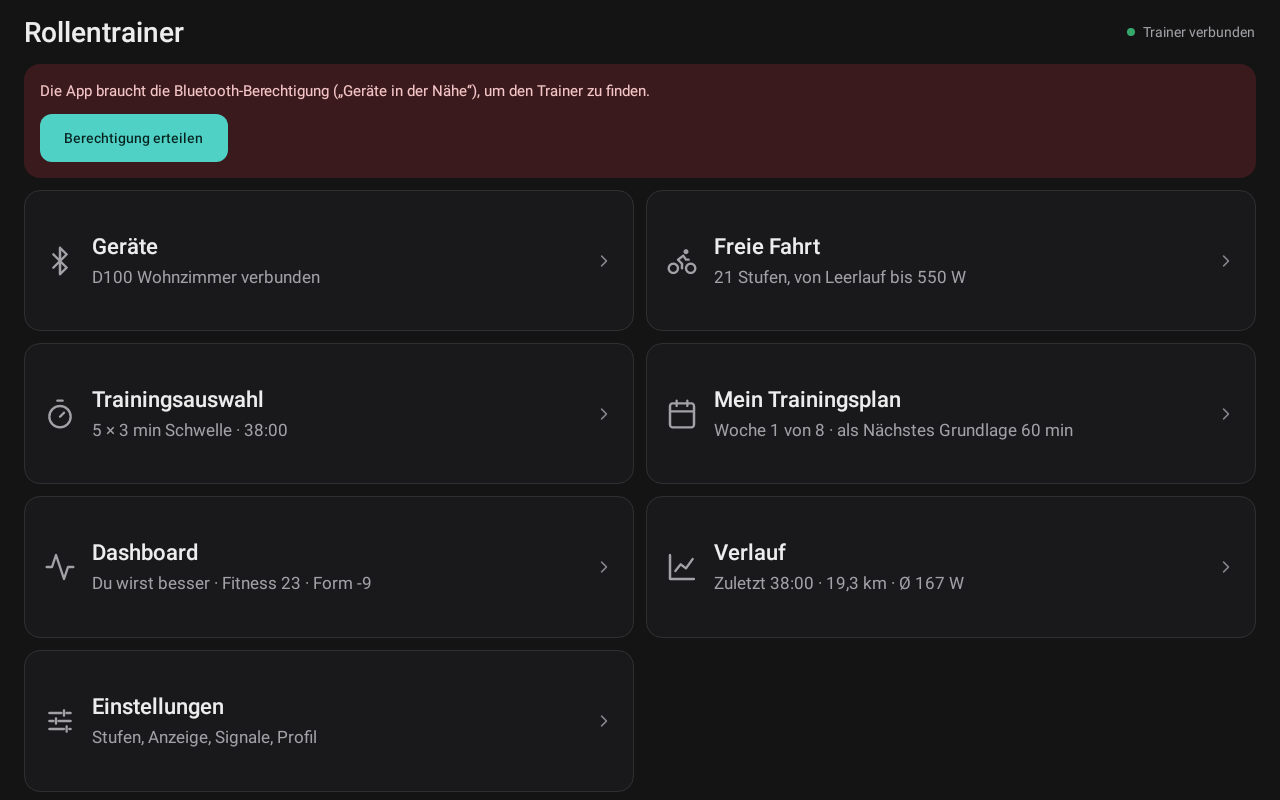 Rollentrainer
Trainer verbunden
Die App braucht die Bluetooth-Berechtigung („Geräte in der Nähe“), um den Trainer zu finden.
Berechtigung erteilen
Geräte
D100 Wohnzimmer verbunden
Freie Fahrt
21 Stufen, von Leerlauf bis 550 W
Trainingsauswahl
5 × 3 min Schwelle · 38:00
Mein Trainingsplan
Woche 1 von 8 · als Nächstes Grundlage 60 min
Dashboard
Du wirst besser · Fitness 23 · Form -9
Verlauf
Zuletzt 38:00 · 19,3 km · Ø 167 W
Einstellungen
Stufen, Anzeige, Signale, Profil